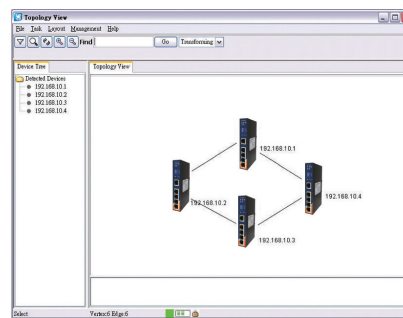 Topology View
File Task Layout Management Help
Find Go Transforming
Device Tree
Topology View
Detected Devices
192.168.10.1
192.168.10.2
192.168.10.3
192.168.10.4
192.168.10.1
192.168.10.2
192.168.10.4
192.168.10.3
Select
Vertex:6 Edge:6